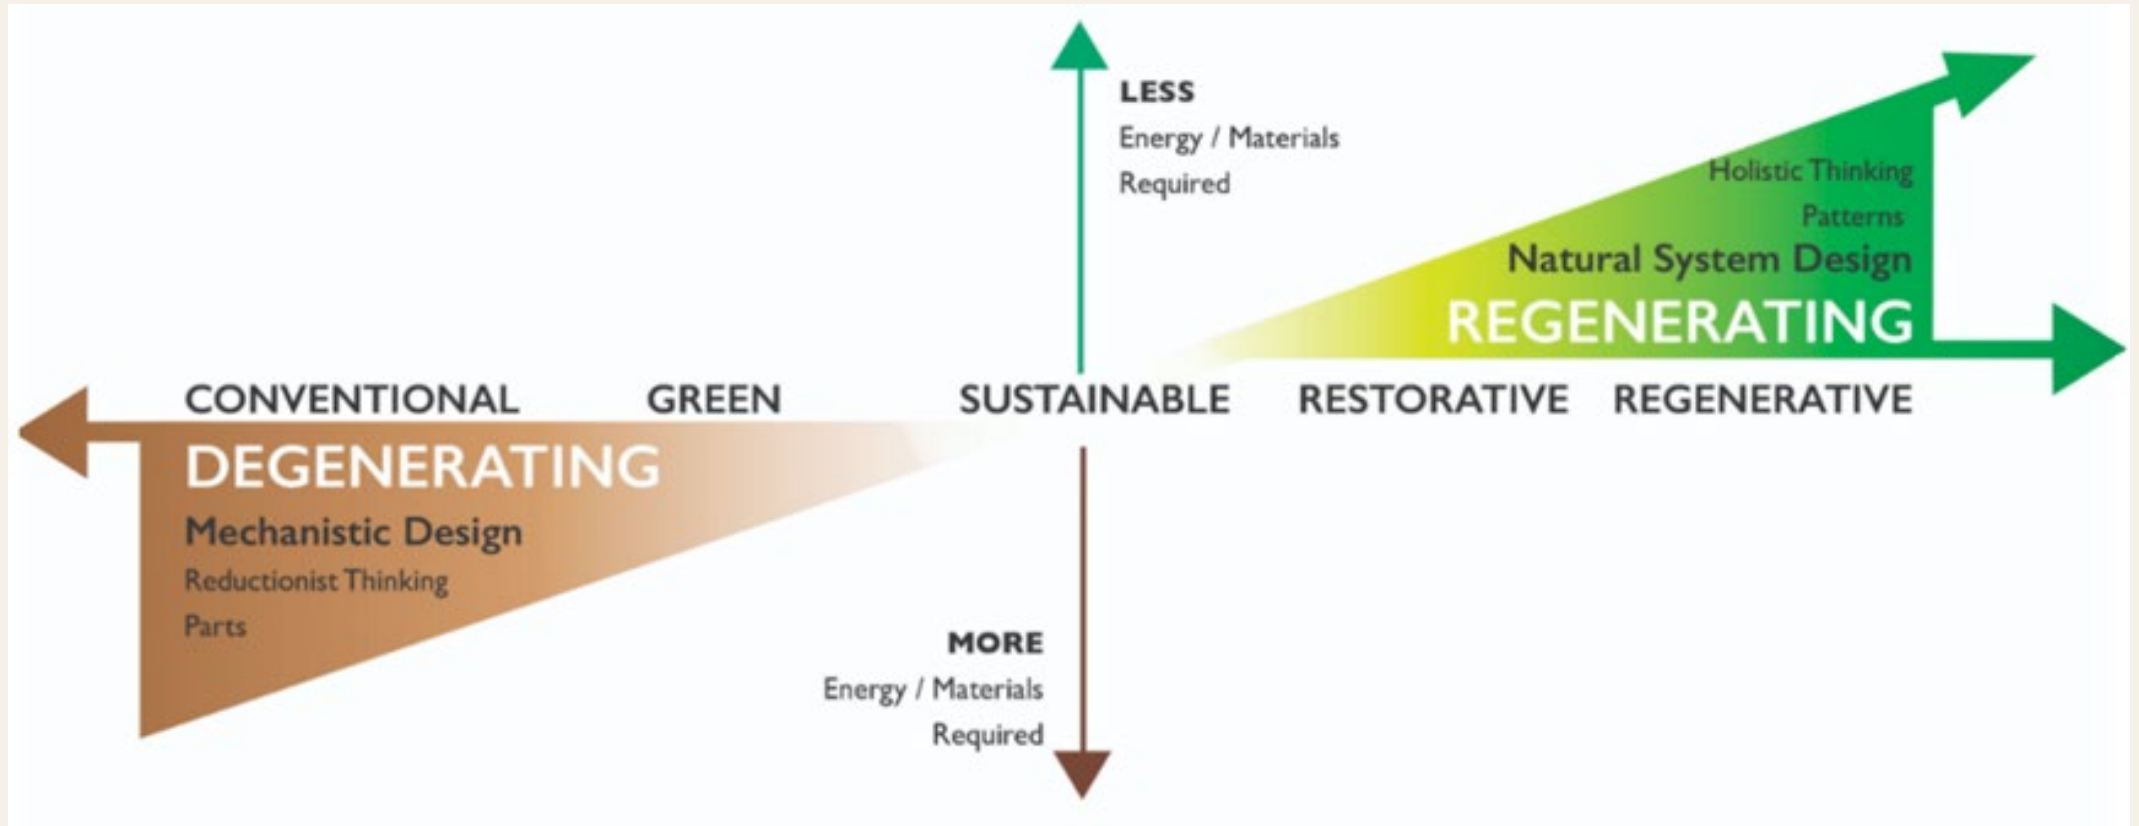 LESS
Energy / Materials
Required
Holistic Thinking
Patterns
Natural System Design
REGENERATING
CONVENTIONAL GREEN SUSTAINABLE RESTORATIVE REGENERATIVE
DEGENERATING
Mechanistic Design
Reductionist Thinking
Parts
MORE
Energy / Materials
Required